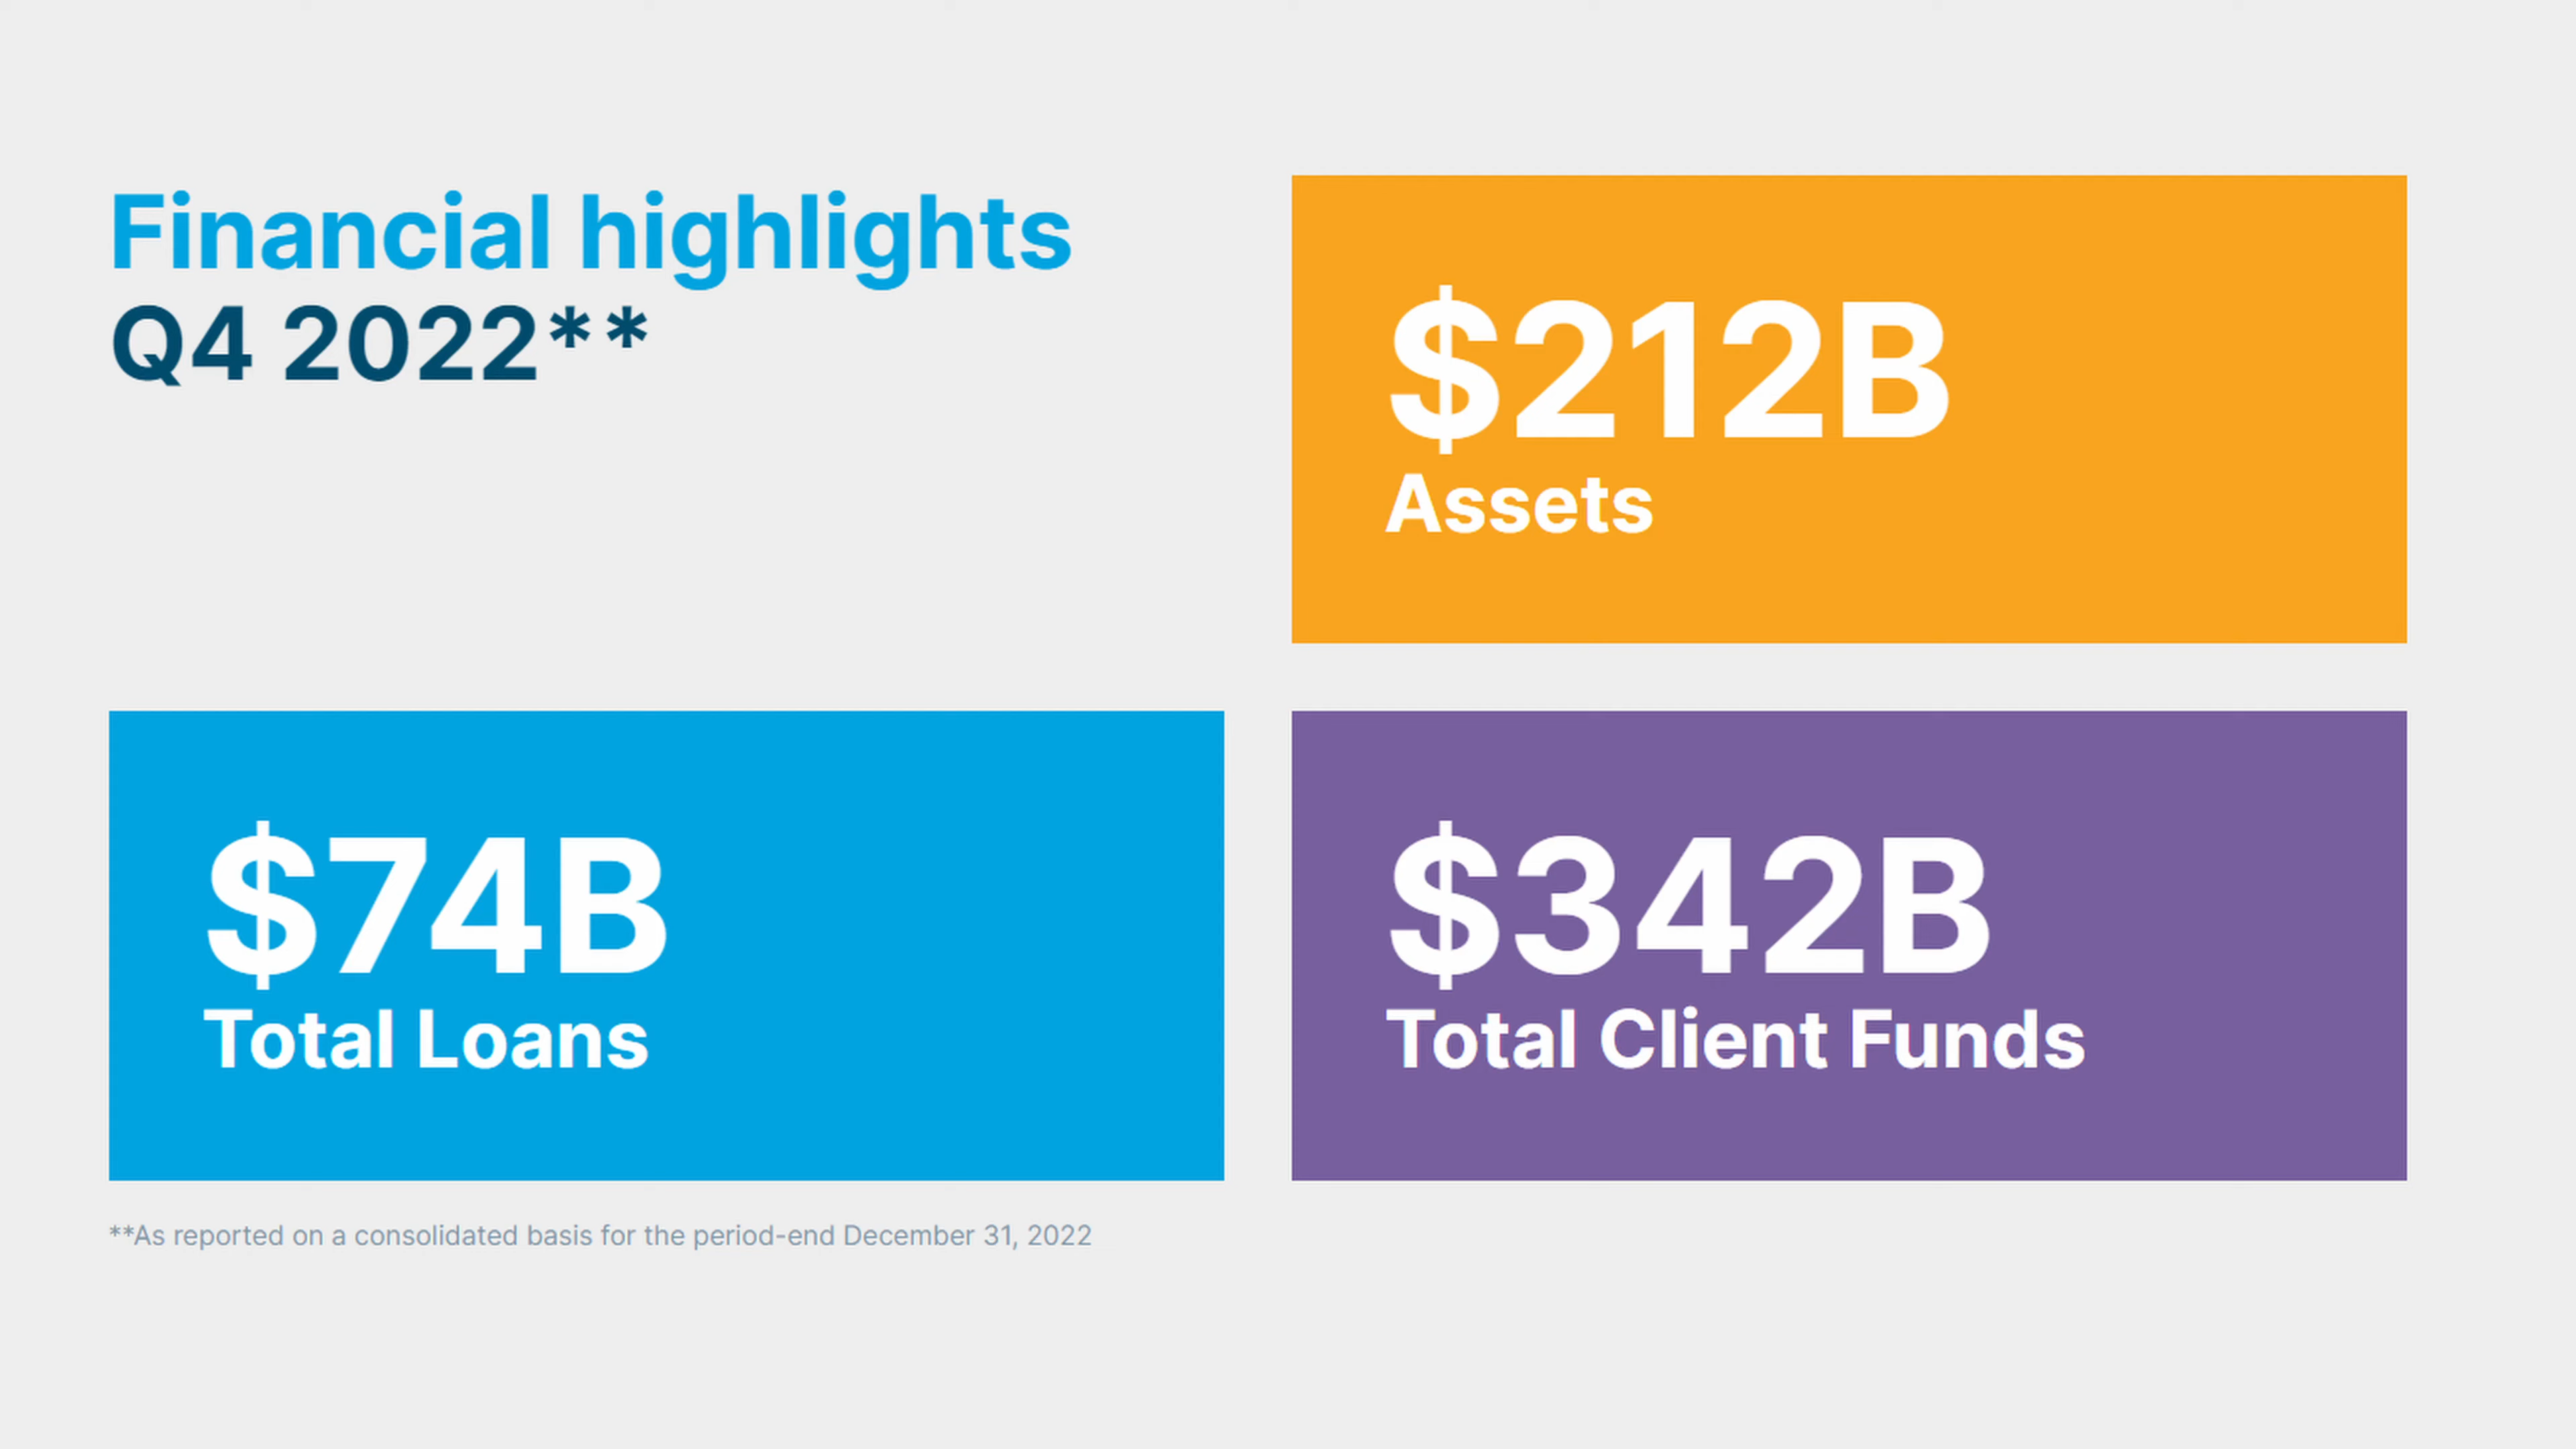 Financial highlights
Q4 2022**
$212B
Assets
$74B
Total Loans
$342B
Total Client Funds
**As reported on a consolidated basis for the period-end December 31, 2022